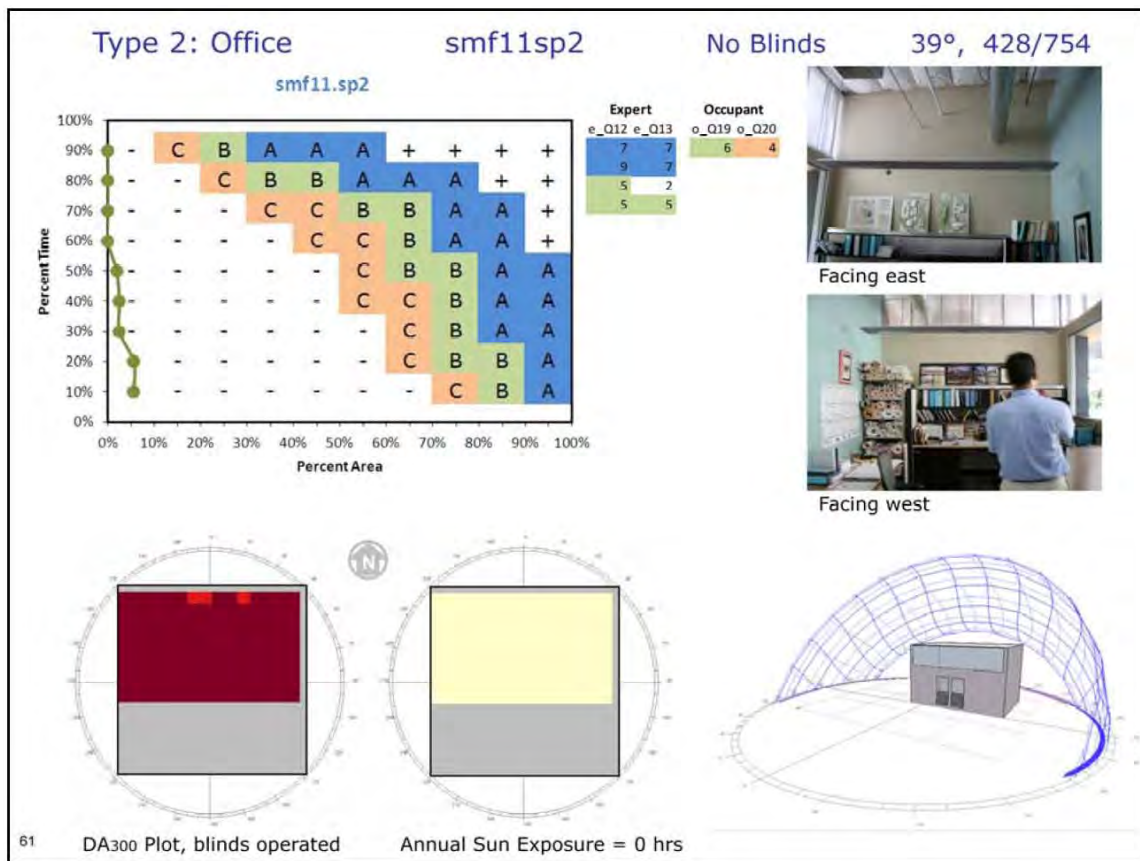 Type 2: Office smf11sp2 No Blinds 39°, 428/754
smf11.sp2
Expert Occupant
e_Q12 e_Q13 o_Q19 o_Q20
7 7 6 4
9 7
5 2
5 5
100%
90% - C B A A A + + + +
80% - - C B B A A A + +
70% - - - C C B B A A +
60% - - - - C C B A A +
50% - - - - - C B B A A
40% - - - - - C C B A A
30% - - - - - - C B A A
20% - - - - - - C B B A
10% - - - - - - - C B A
0%
0% 10% 20% 30% 40% 50% 60% 70% 80% 90% 100%
Percent Time
Percent Area
Facing east
Facing west
N
61 DA300 Plot, blinds operated Annual Sun Exposure = 0 hrs